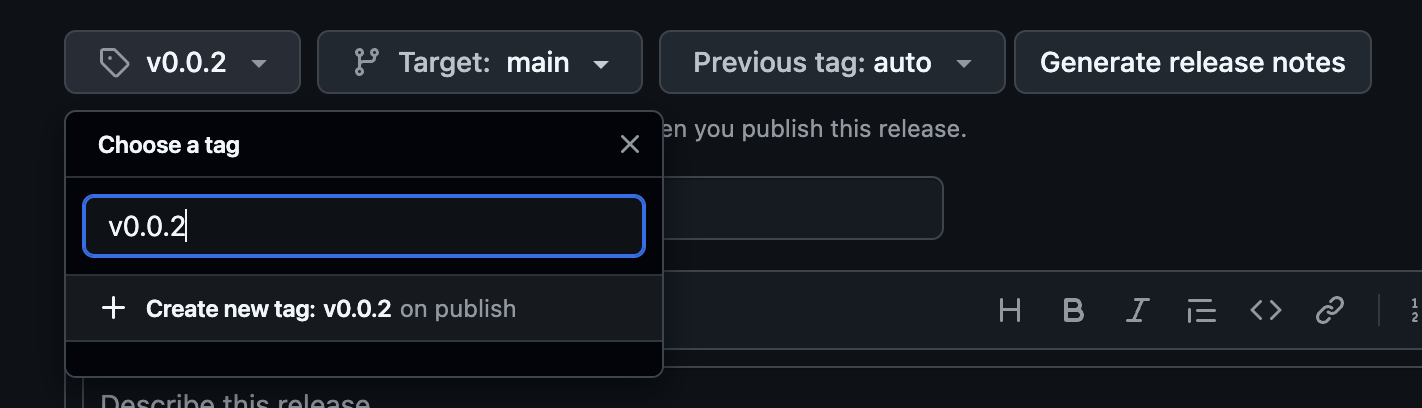 v0.0.2 Target: main Previous tag: auto Generate release notes
en you publish this release.
Choose a tag
v0.0.2
Create new tag: v0.0.2 on publish
Describe this release